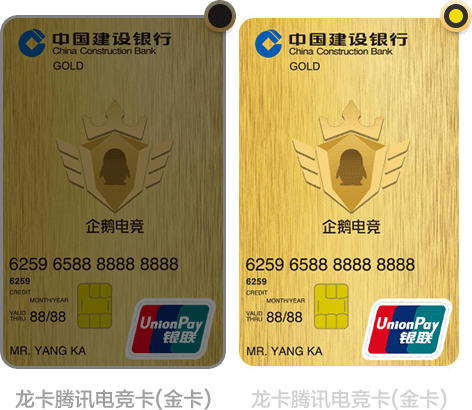 中国建设银行
China Construction Bank
GOLD
企鹅电竞
6259 6588 8888 8888
6259
CREDIT
MONTH/YEAR
VALID THRU 88/88
UnionPay
银联
MR. YANG KA
龙卡腾讯电竞卡(金卡)
中国建设银行
China Construction Bank
GOLD
企鹅电竞
6259 6588 8888 8888
6259
CREDIT
MONTH/YEAR
VALID THRU 88/88
UnionPay
银联
MR. YANG KA
龙卡腾讯电竞卡(金卡)